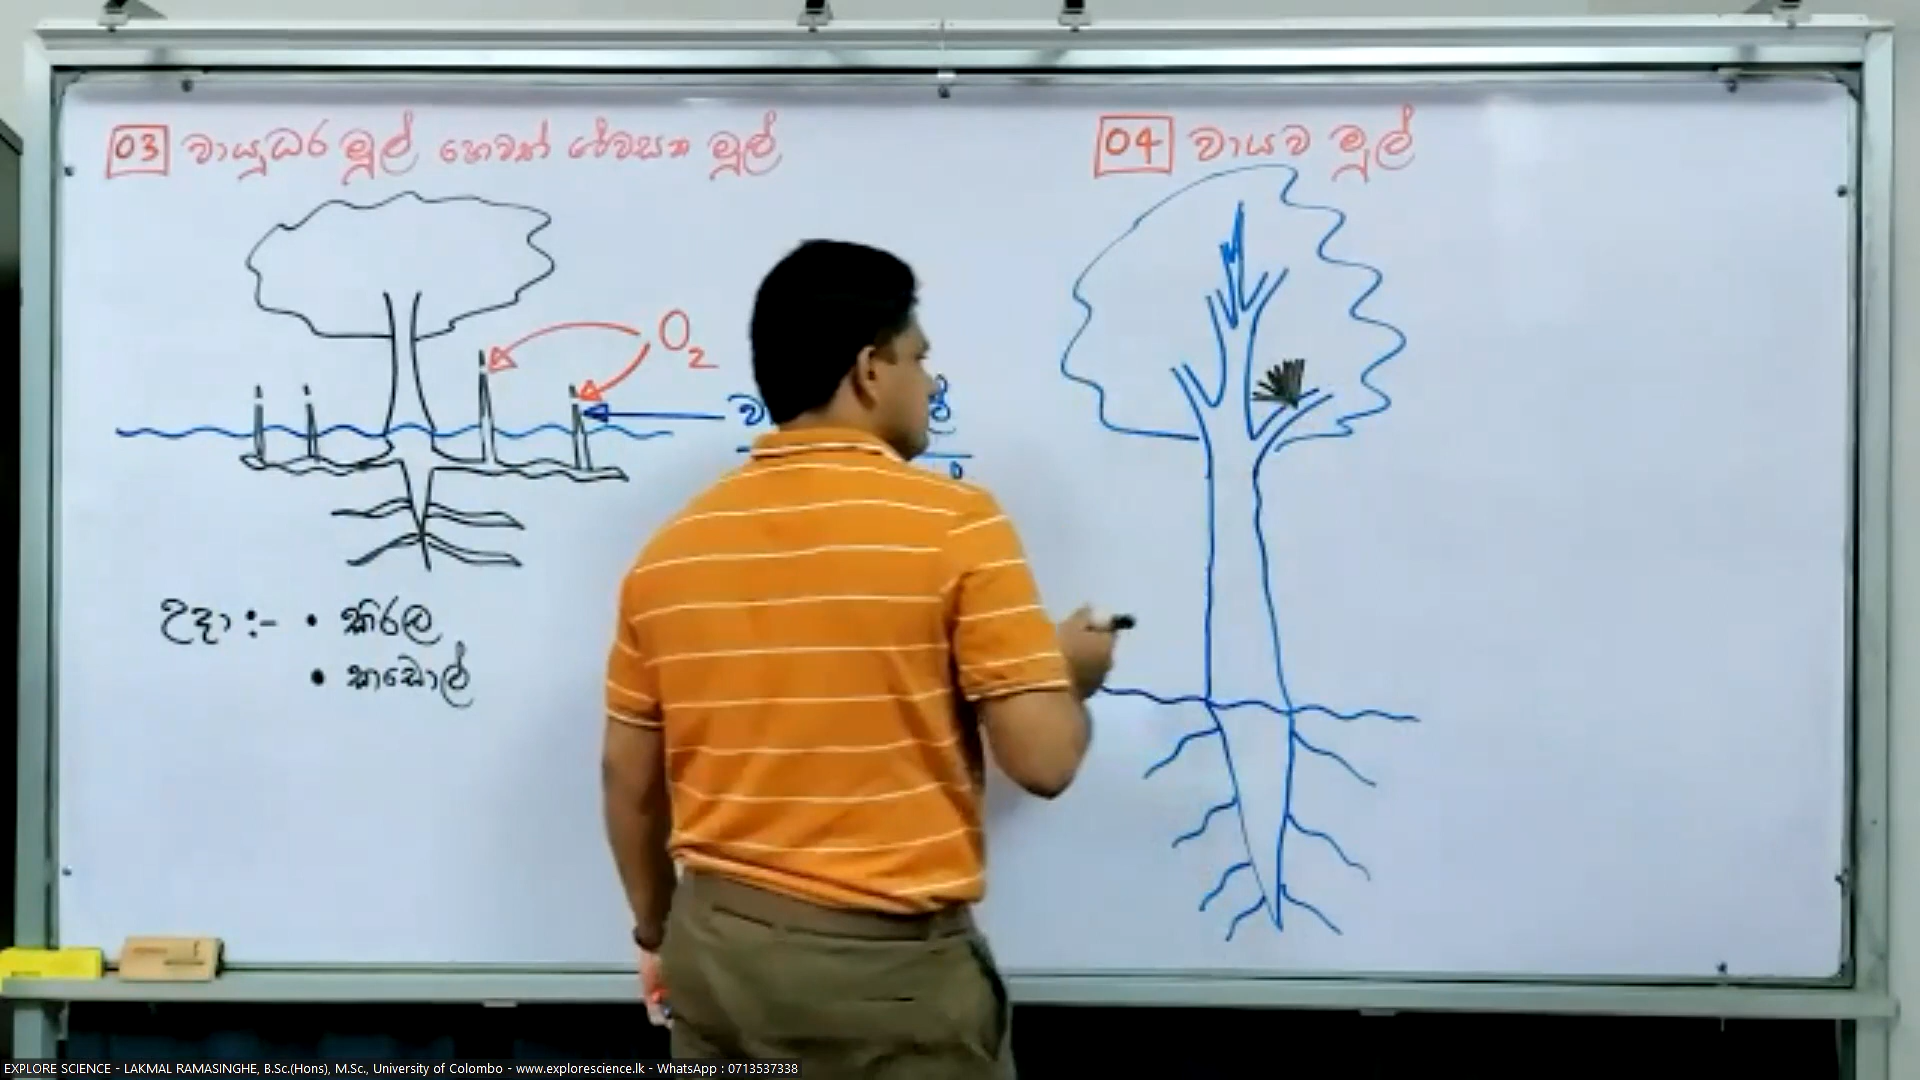 03 වායුධර මූල් හෙවත් ශ්වසන මූල්
O2
උදා :- • කිරල
• කඩොල්
04 වායව මූල්
EXPLORE SCIENCE - LAKMAL RAMASINGHE, B.Sc.(Hons), M.Sc., University of Colombo - www.explorescience.lk - WhatsApp : 0713537338